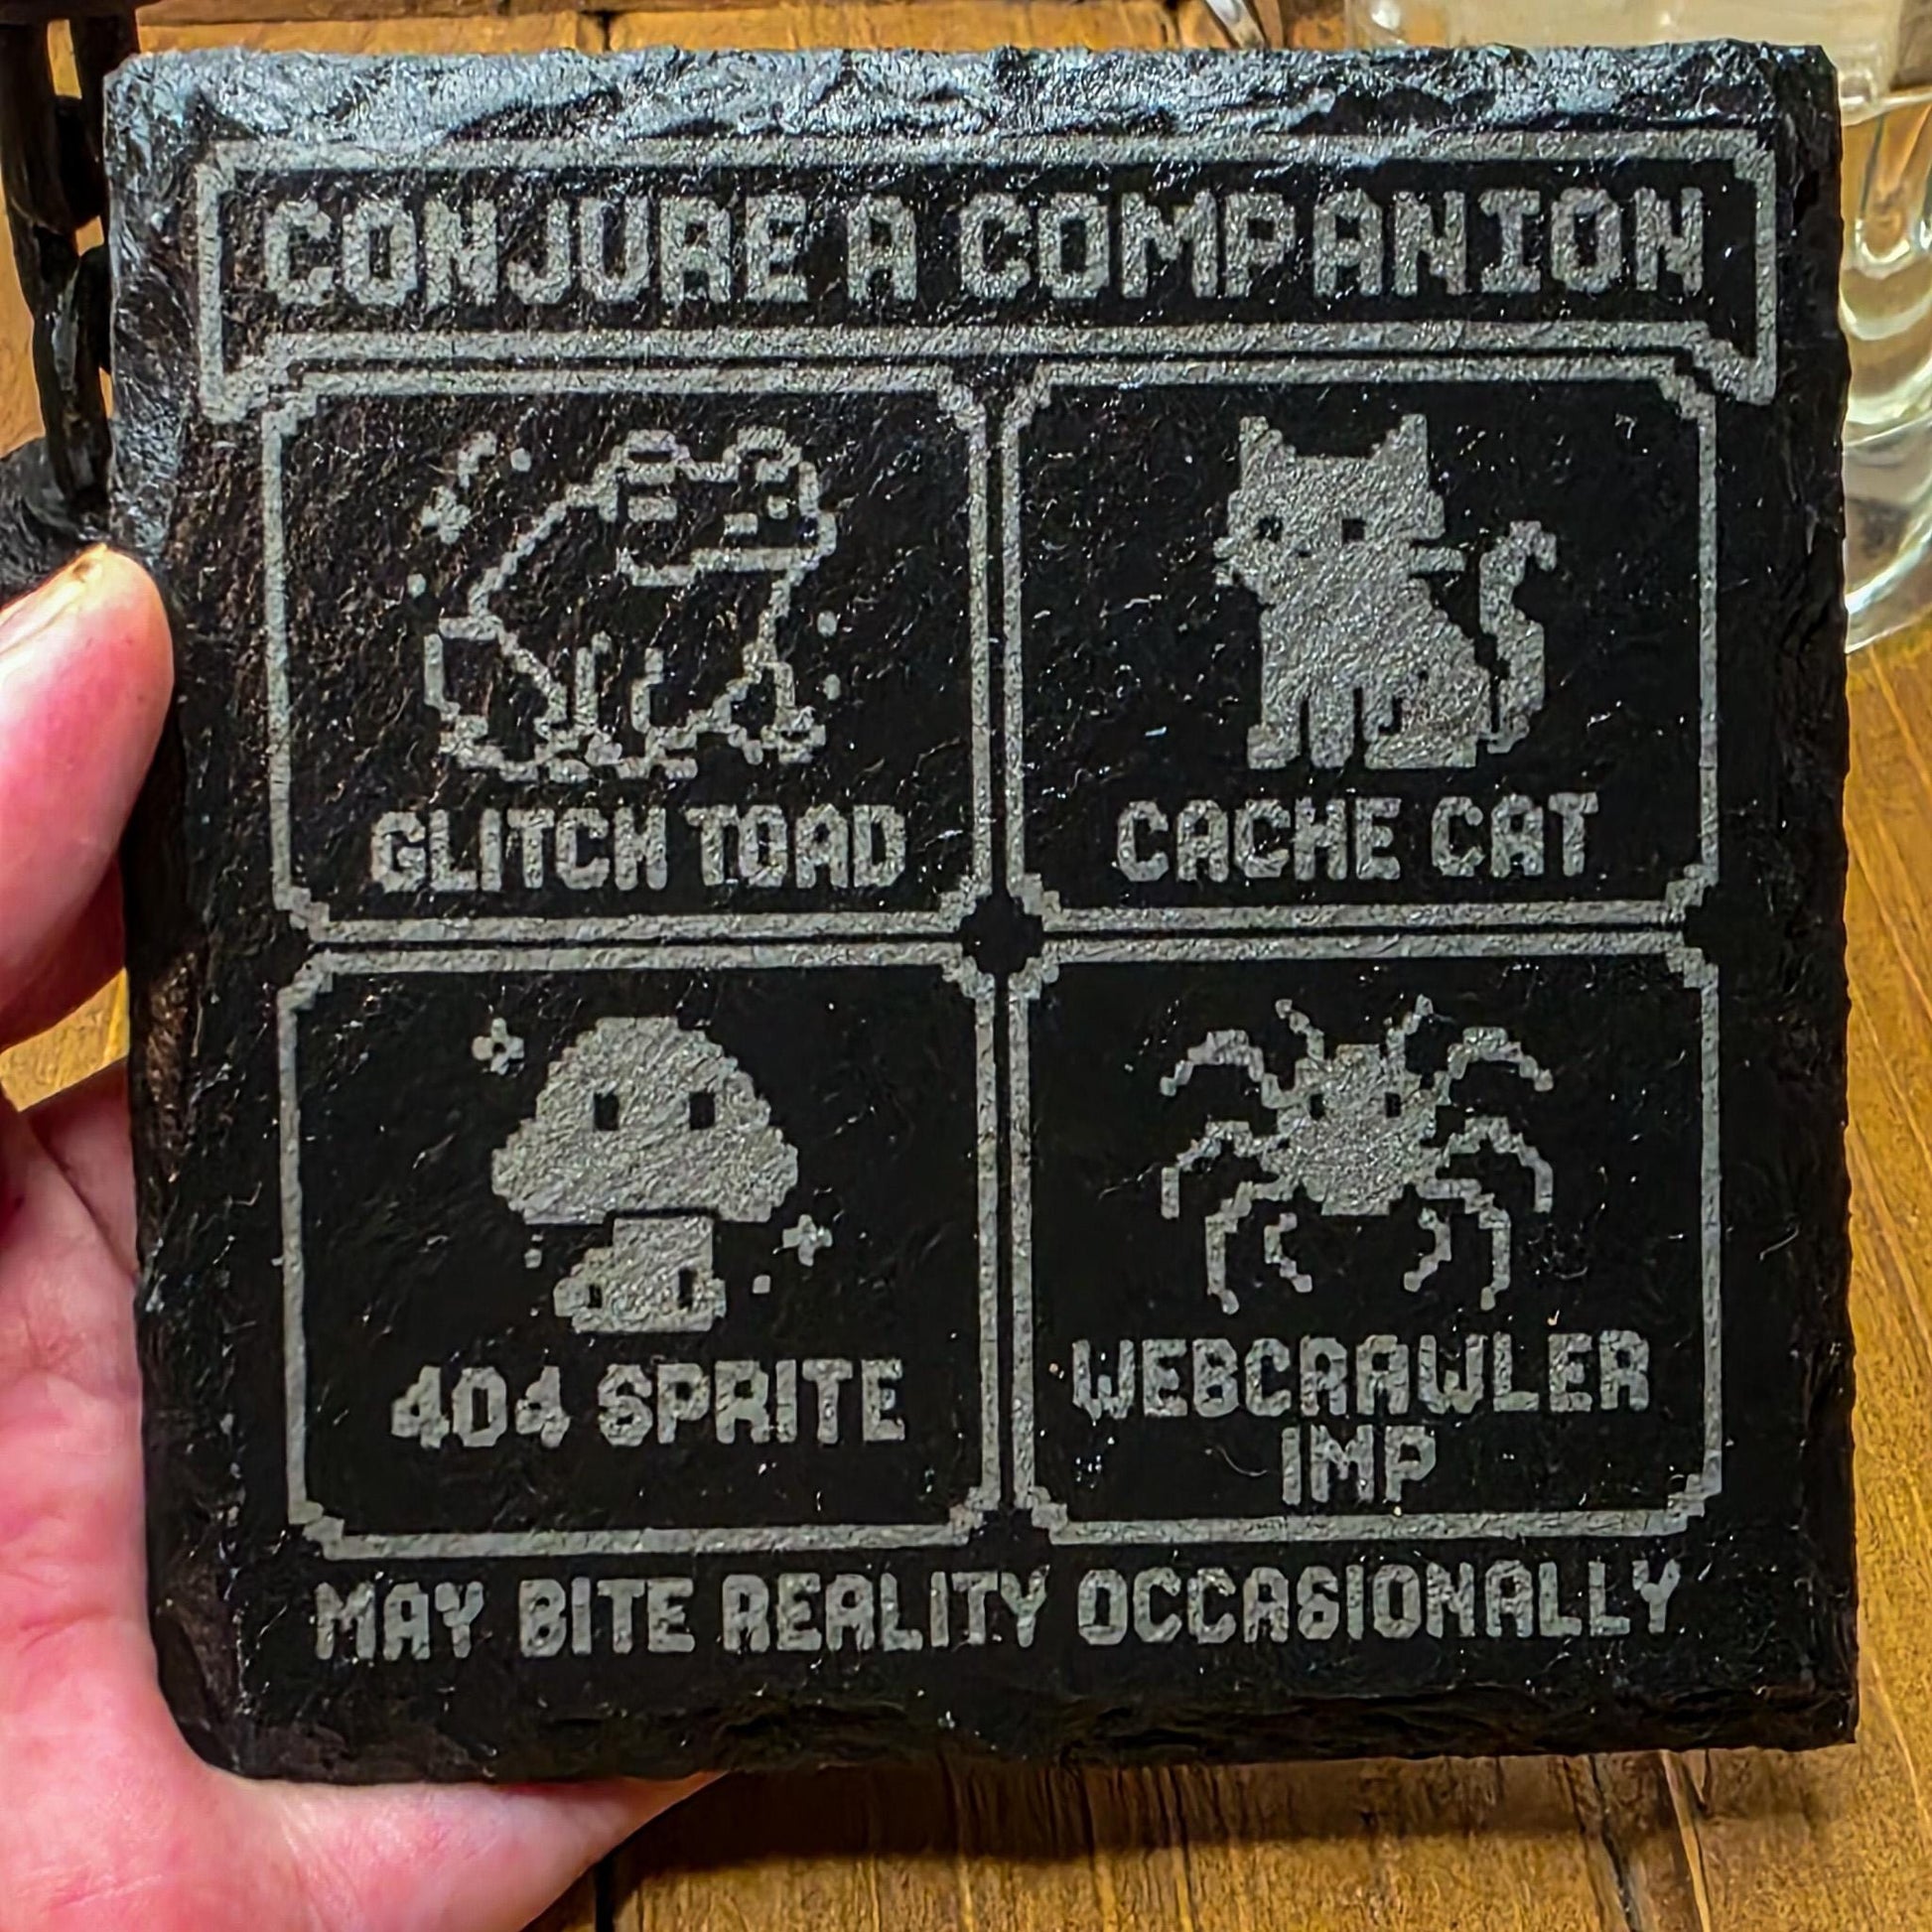 CONJURE A COMPANION
GLITCH TOAD
CACHE CAT
404 SPRITE
WEBCRAWLER
IMP
MAY BITE REALITY OCCASIONALLY